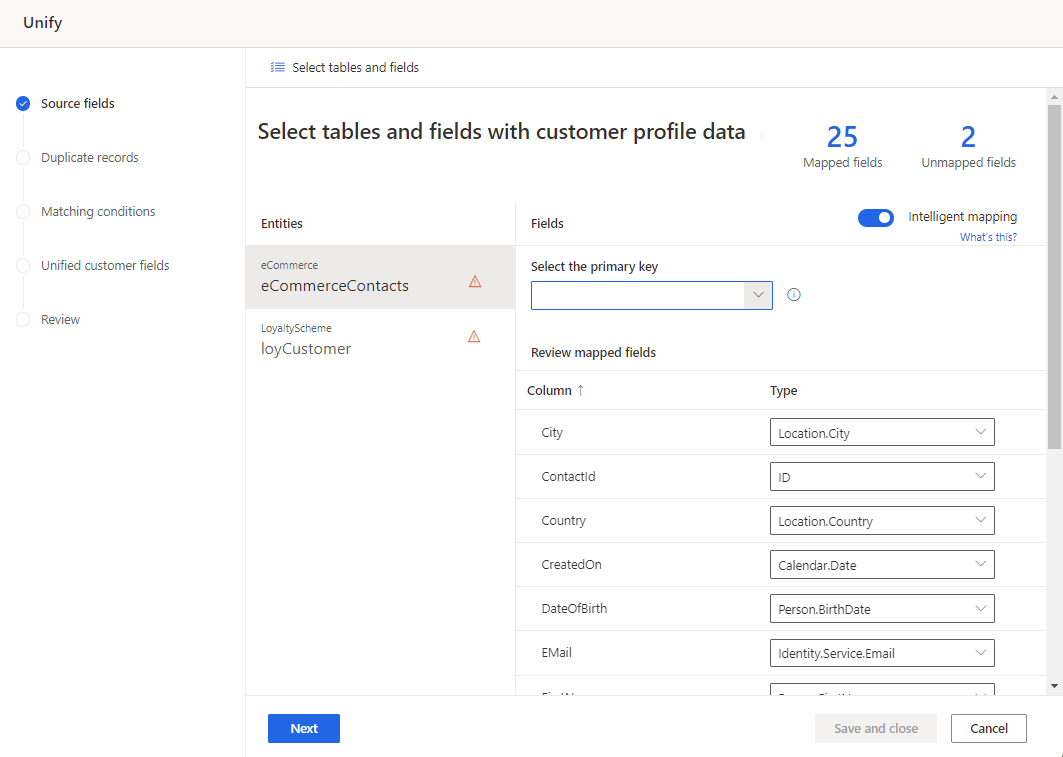 Unify
Select tables and fields
Source fields
Duplicate records
Matching conditions
Unified customer fields
Review
Select tables and fields with customer profile data
25
Mapped fields
2
Unmapped fields
Entities
eCommerce
eCommerceContacts
LoyaltyScheme
loyCustomer
Fields
Intelligent mapping
What's this?
Select the primary key
Review mapped fields
Column ↑ Type
City Location.City
ContactId ID
Country Location.Country
CreatedOn Calendar.Date
DateOfBirth Person.BirthDate
EMail Identity.Service.Email
Next
Save and close
Cancel